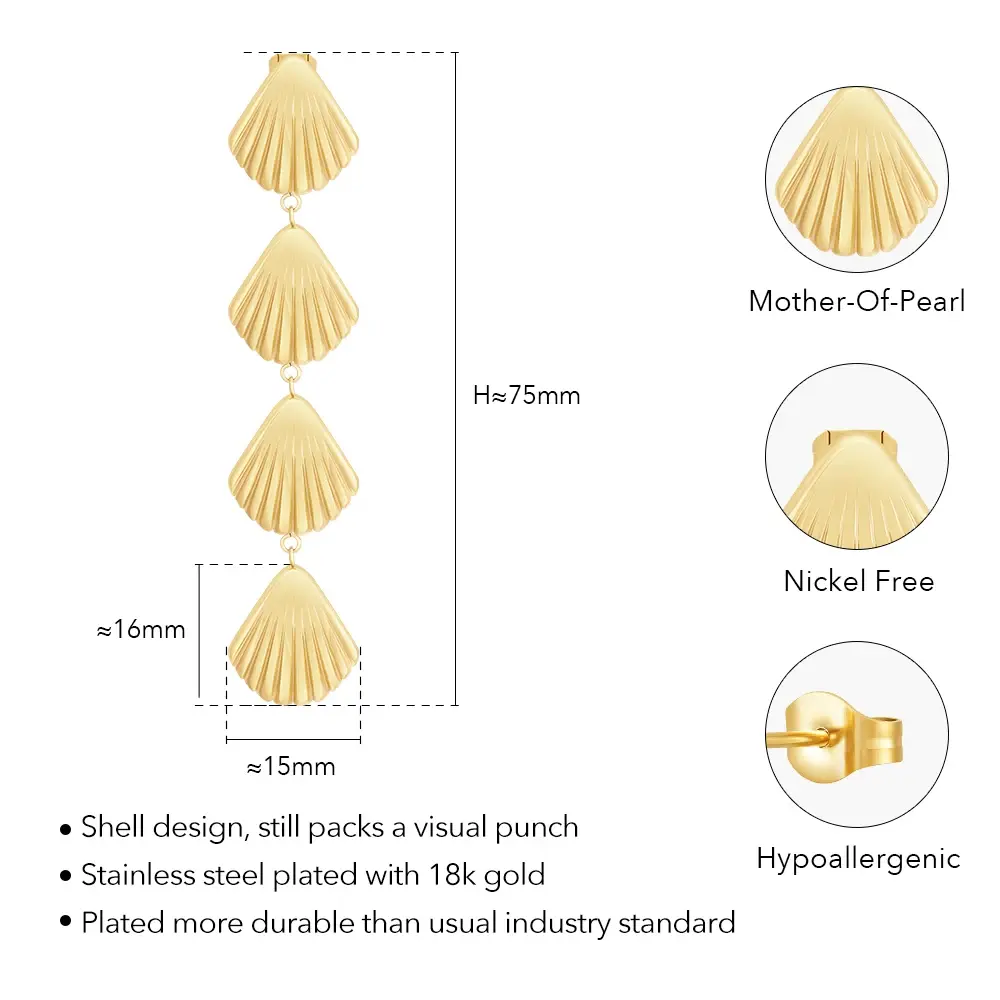 Mother-Of-Pearl
H≈75mm
Nickel Free
≈16mm
≈15mm
• Shell design, still packs a visual punch
Hypoallergenic
• Stainless steel plated with 18k gold
• Plated more durable than usual industry standard